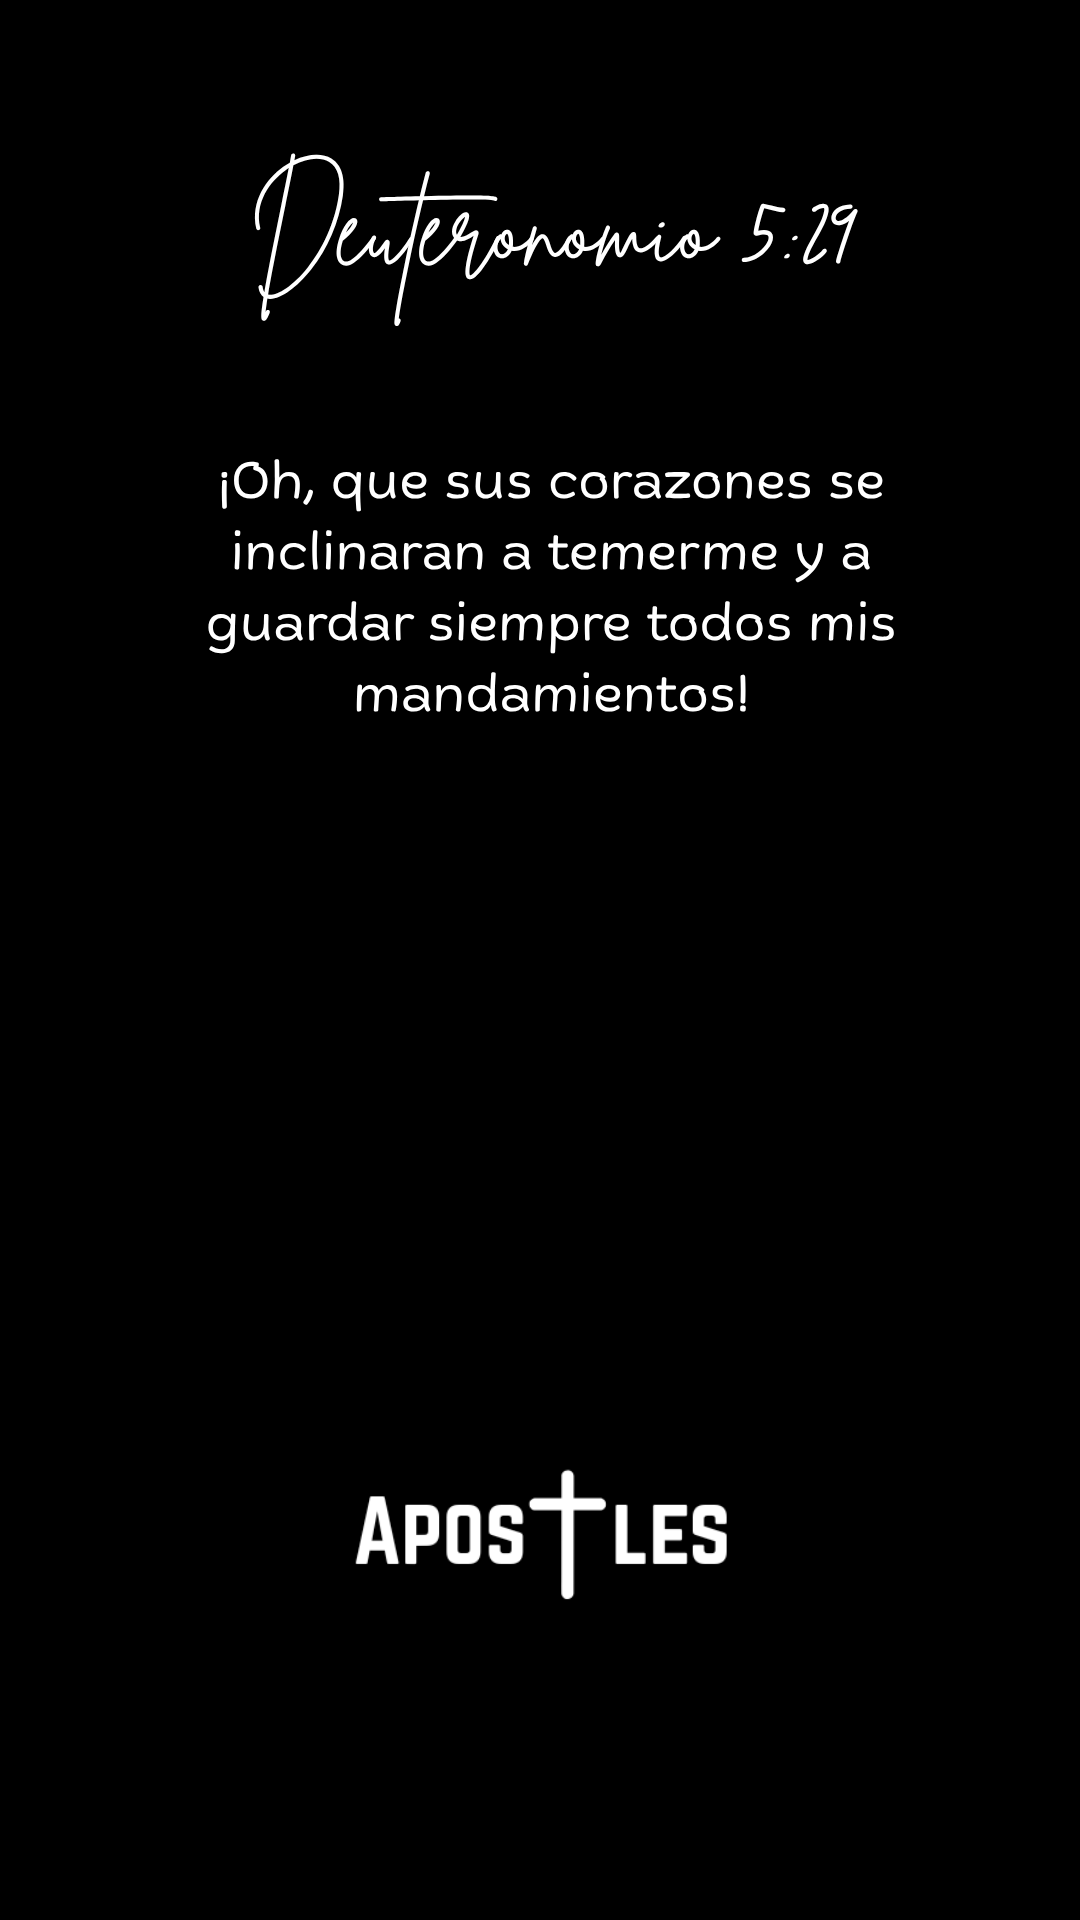 Deuteronomio 5:29
¡Oh, que sus corazones se
inclinaran a temerme y a
guardar siempre todos mis
mandamientos!
APOSTLES